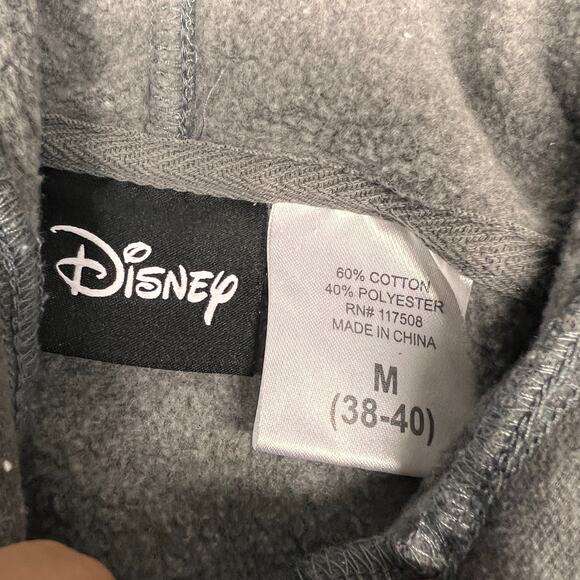 Disney
60% COTTON
40% POLYESTER
RN# 117508
MADE IN CHINA
M
(38-40)